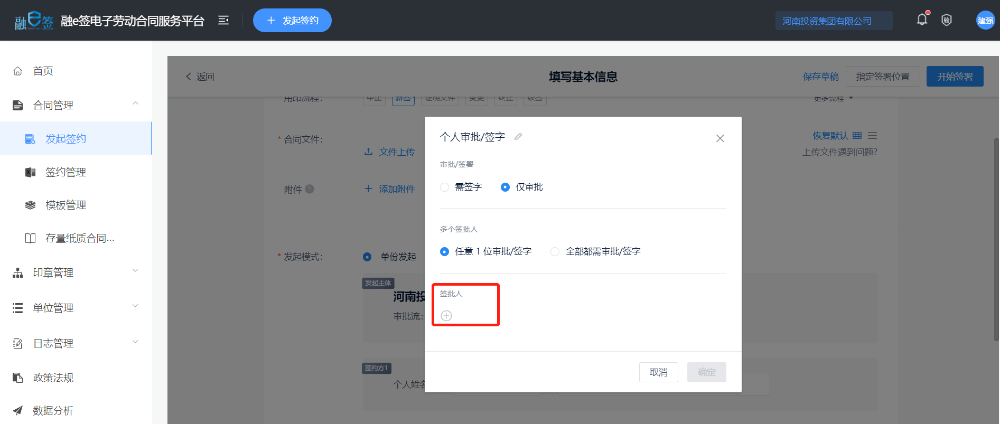 融e签
融e签电子劳动合同服务平台
发起签约
河南投资集团有限公司
建强
首页
合同管理
发起签约
签约管理
模板管理
存量纸质合同...
印章管理
单位管理
日志管理
政策法规
数据分析
返回
填写基本信息
保存草稿
指定签署位置
开始签署
* 用印流程:
中止
新签
证明文件
变更
终止
续签
更多流程
* 合同文件:
恢复默认
文件上传
上传文件遇到问题?
附件
添加附件
* 发起模式:
单份发起
发起主体
河南投
审批流:
签约方1
个人姓名
个人审批/签字
审批/签署
需签字
仅审批
多个签批人
任意 1 位审批/签字
全部都需审批/签字
签批人
取消
确定